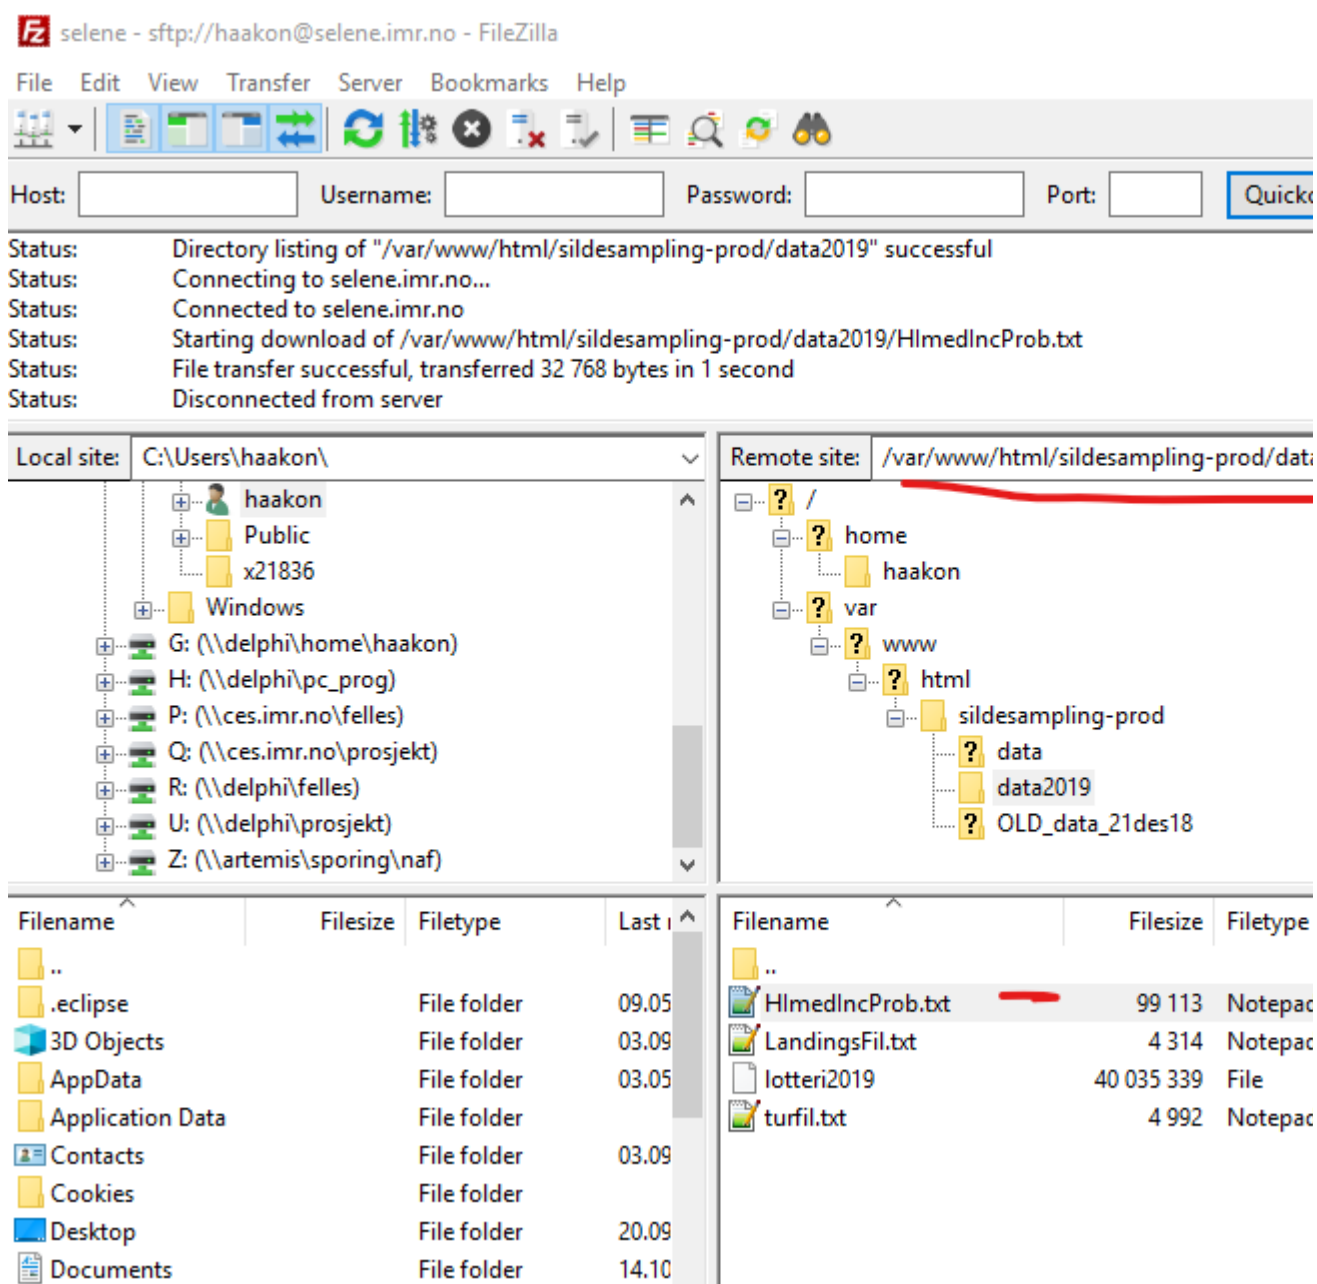 selene - sftp://haakon@selene.imr.no - FileZilla
File Edit View Transfer Server Bookmarks Help
Host: Username: Password: Port:
Status: Directory listing of "/var/www/html/sildesampling-prod/data2019" successful
Status: Connecting to selene.imr.no...
Status: Connected to selene.imr.no
Status: Starting download of /var/www/html/sildesampling-prod/data2019/HImedIncProb.txt
Status: File transfer successful, transferred 32 768 bytes in 1 second
Status: Disconnected from server
Local site: C:\Users\haakon\
haakon
Public
x21836
Windows
G: (\\delphi\home\haakon)
H: (\\delphi\pc_prog)
P: (\\ces.imr.no\felles)
Q: (\\ces.imr.no\prosjekt)
R: (\\delphi\felles)
U: (\\delphi\prosjekt)
Z: (\\artemis\sporing\naf)
Remote site: /var/www/html/sildesampling-prod/data
/
home
haakon
var
www
html
sildesampling-prod
data
data2019
OLD_data_21des18
Filename Filesize Filetype Last
..
.eclipse File folder 09.05
3D Objects File folder 03.09
AppData File folder 03.05
Application Data File folder
Contacts File folder 03.09
Cookies File folder
Desktop File folder 20.09
Documents File folder 14.10
Filename Filesize Filetype
..
HImedIncProb.txt 99 113 Notepad
LandingsFil.txt 4 314 Notepad
lotteri2019 40 035 339 File
turfil.txt 4 992 Notepad